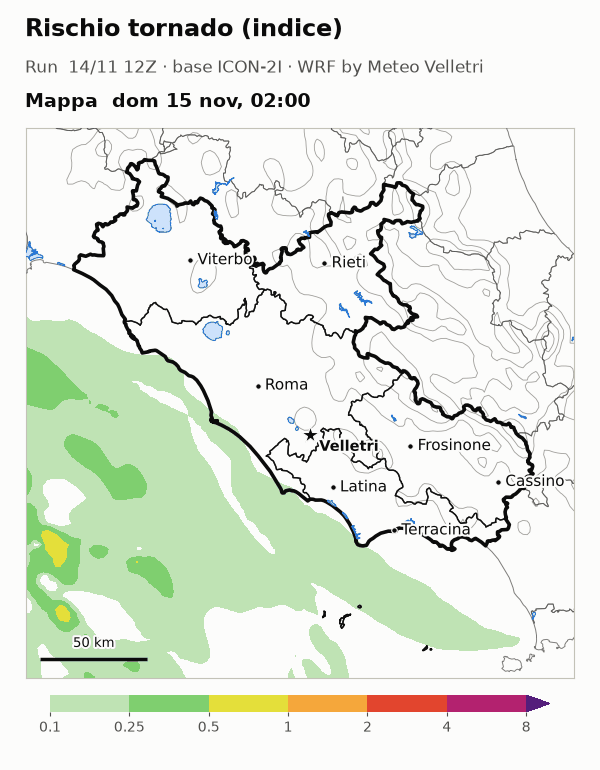 Rischio tornado (indice)
Run  14/11 12Z · base ICON-2I · WRF by Meteo Velletri
Mappa  dom 15 nov, 02:00
Viterbo
Rieti
Roma
Velletri
Frosinone
Cassino
Latina
Terracina
50 km
0.1 0.25 0.5 1 2 4 8